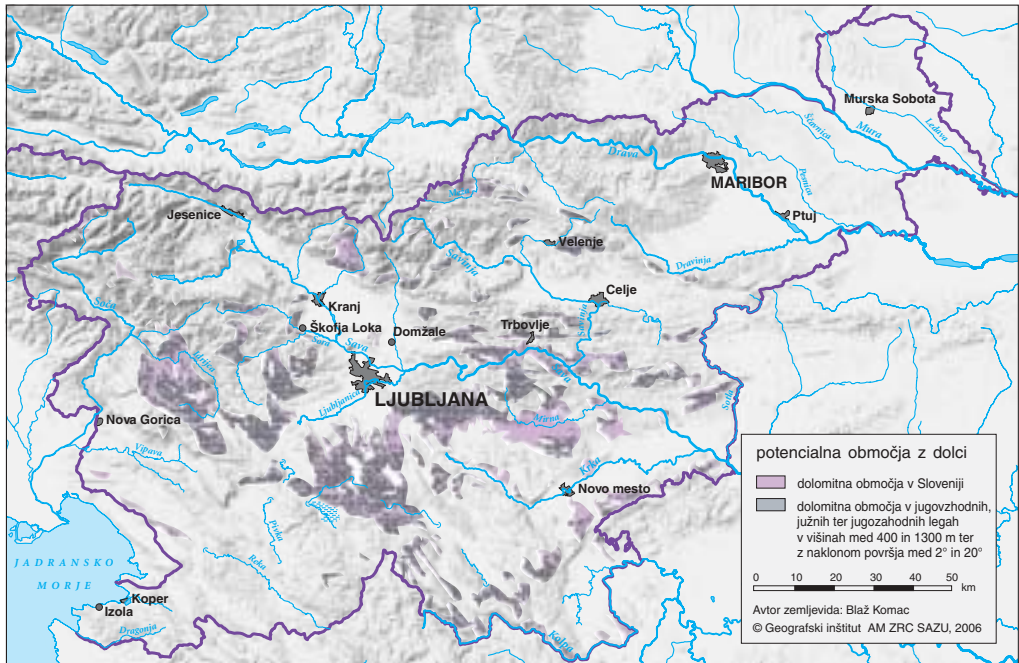 Murska Sobota
Ščavnica
Mura
Ledava
Drava
MARIBOR
Pesnica
Ptuj
Jesenice
Velenje
Savinja
Dravinja
Soča
Kranj
Celje
Škofja Loka
Domžale
Trbovlje
Savinja
Sora
Sava
Idrijca
Sava
LJUBLJANA
Ljubljanica
Sotla
Nova Gorica
Mirna
Vipava
Krka
Novo mesto
Pivka
Reka
JADRANSKO
MORJE
Koper
Izola
Dragonja
Kolpa
potencialna območja z dolci
dolomitna območja v Sloveniji
dolomitna območja v jugovzhodnih,
južnih ter jugozahodnih legah
v višinah med 400 in 1300 m ter
z naklonom površja med 2° in 20°
0 10 20 30 40 50 km
Avtor zemljevida: Blaž Komac
© Geografski inštitut AM ZRC SAZU, 2006